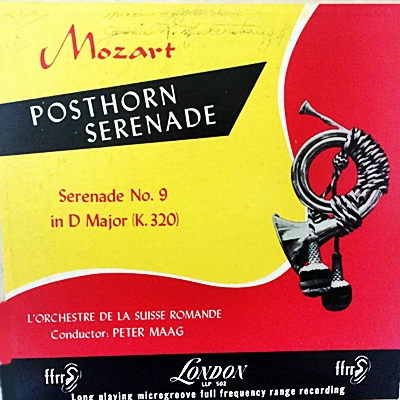 Mozart
POSTHORN
SERENADE
Serenade No. 9
in D Major (K. 320)
L'ORCHESTRE DE LA SUISSE ROMANDE
Conductor: PETER MAAG
ffrr LONDON ffrr
LLP 502
Long playing microgroove full frequency range recording